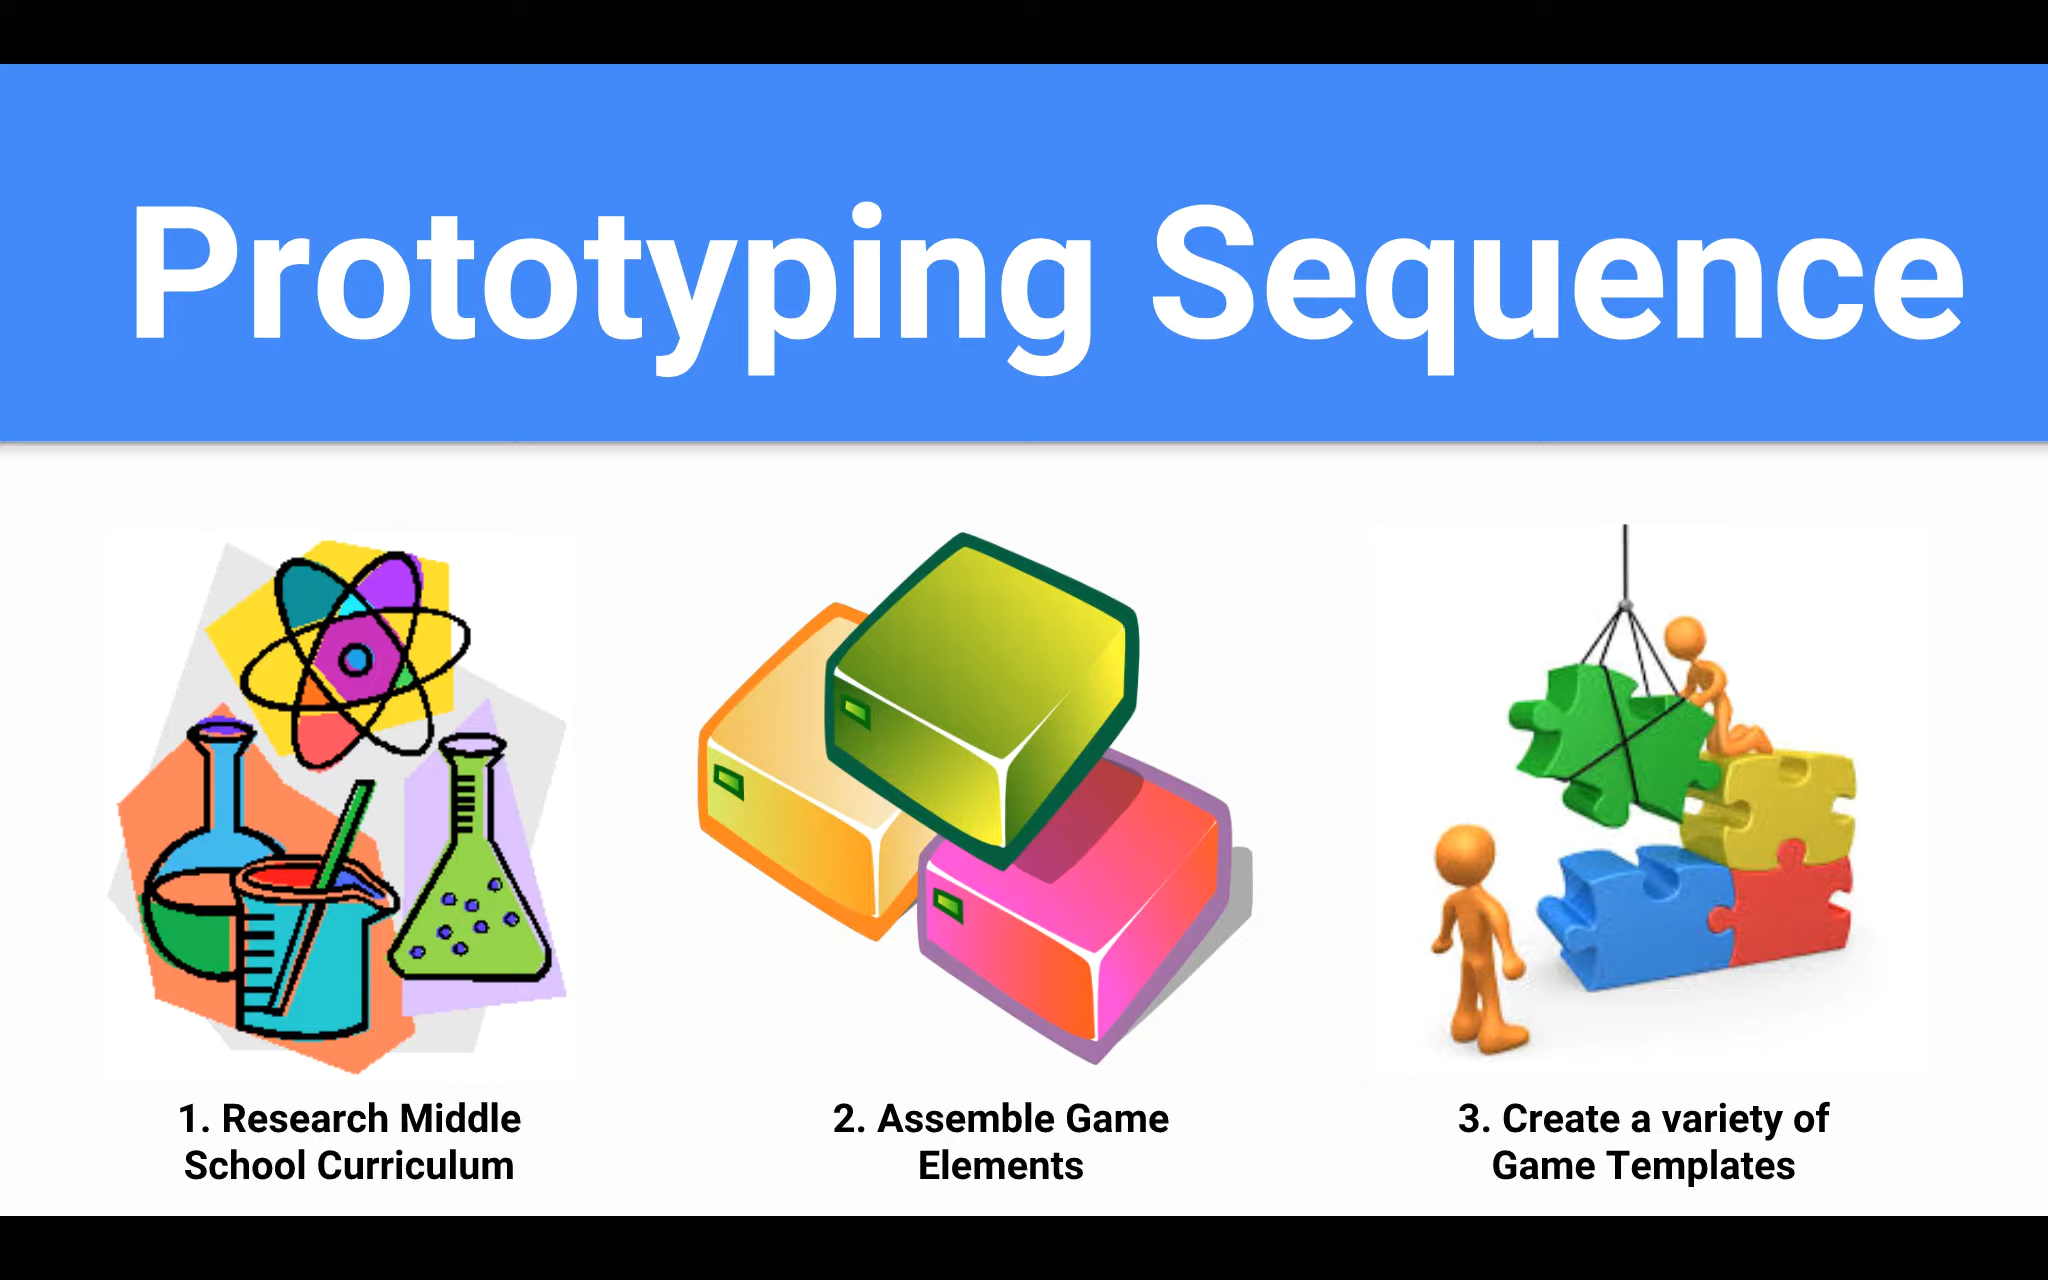 Prototyping Sequence
1. Research Middle
School Curriculum
2. Assemble Game
Elements
3. Create a variety of
Game Templates